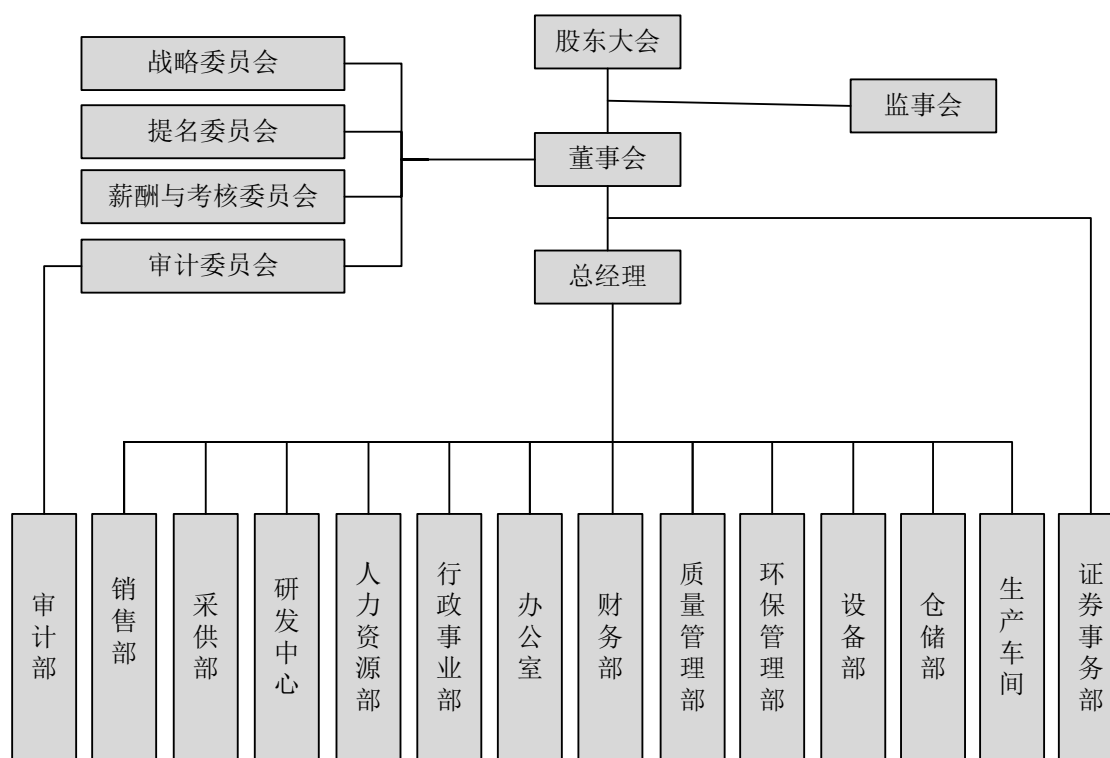 股东大会
战略委员会
监事会
提名委员会
董事会
薪酬与考核委员会
审计委员会
总经理
审计部
销售部
采供部
研发中心
人力资源部
行政事业部
办公室
财务部
质量管理部
环保管理部
设备部
仓储部
生产车间
证券事务部